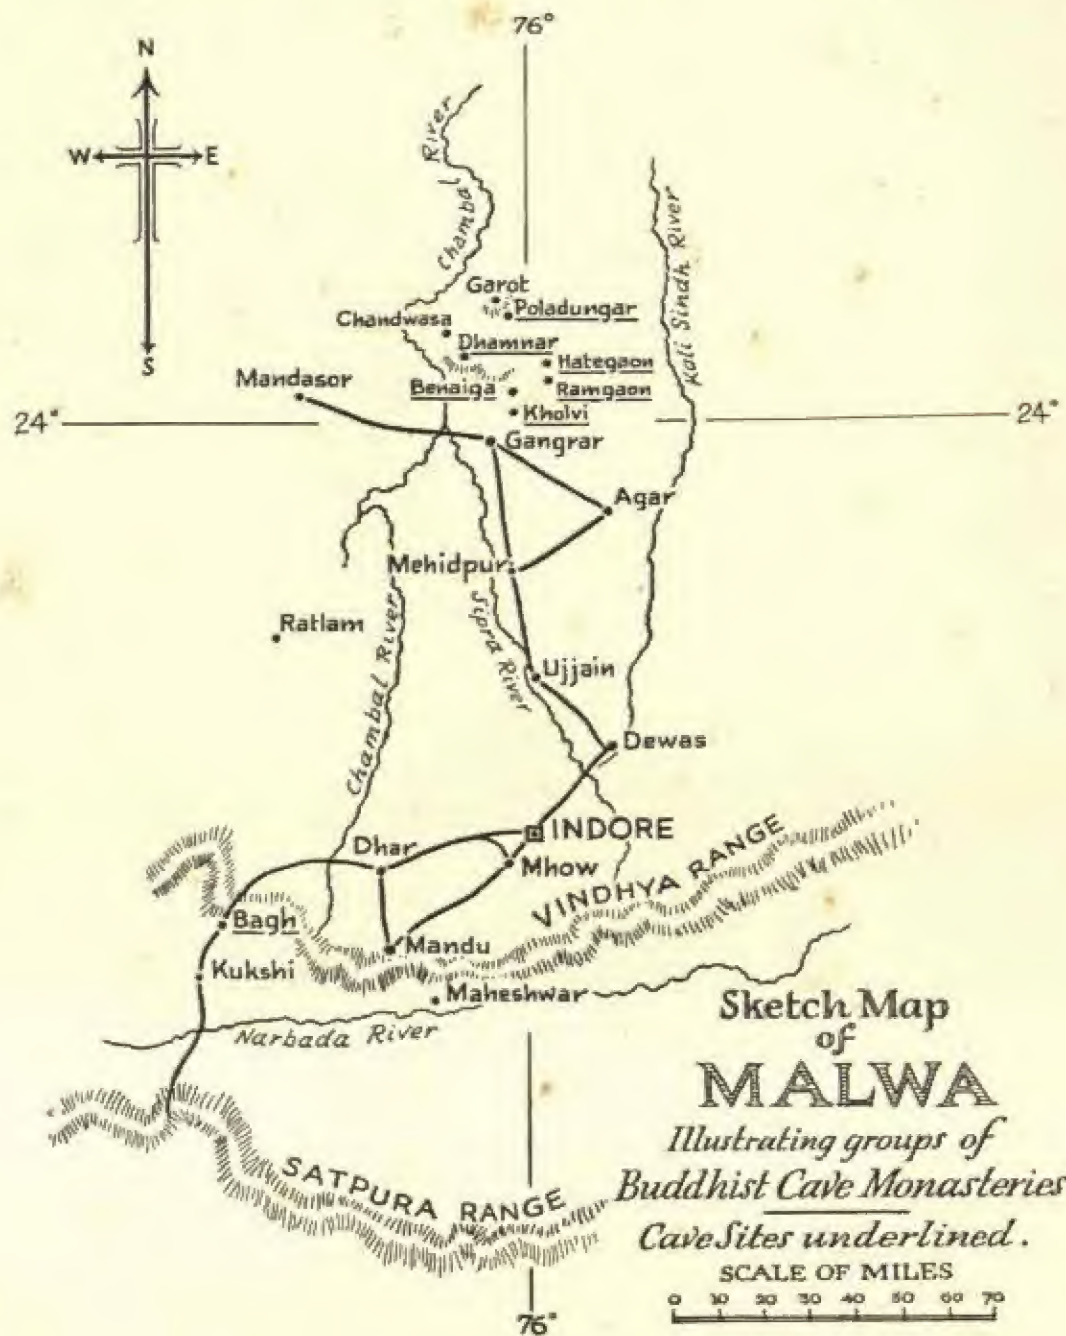 76°
N
W E
S
Chambal River
Kali Sindh River
Garot
Poladungar
Chandwasa
Dhamnar
Hategaon
Mandasor
Benaiga
Ramgaon
Kholvi
24° 24°
Gangrar
Agar
Mehidpur
Ratlam
Chambal River
Sipra River
Ujjain
Dewas
INDORE
Dhar
Mhow
VINDHYA RANGE
Bagh
Mandu
Kukshi
Maheshwar
Narbada River
SATPURA RANGE
Sketch Map
of
MALWA
Illustrating groups of
Buddhist Cave Monasteries
Cave Sites underlined.
SCALE OF MILES
0 10 20 30 40 50 60 70
76°